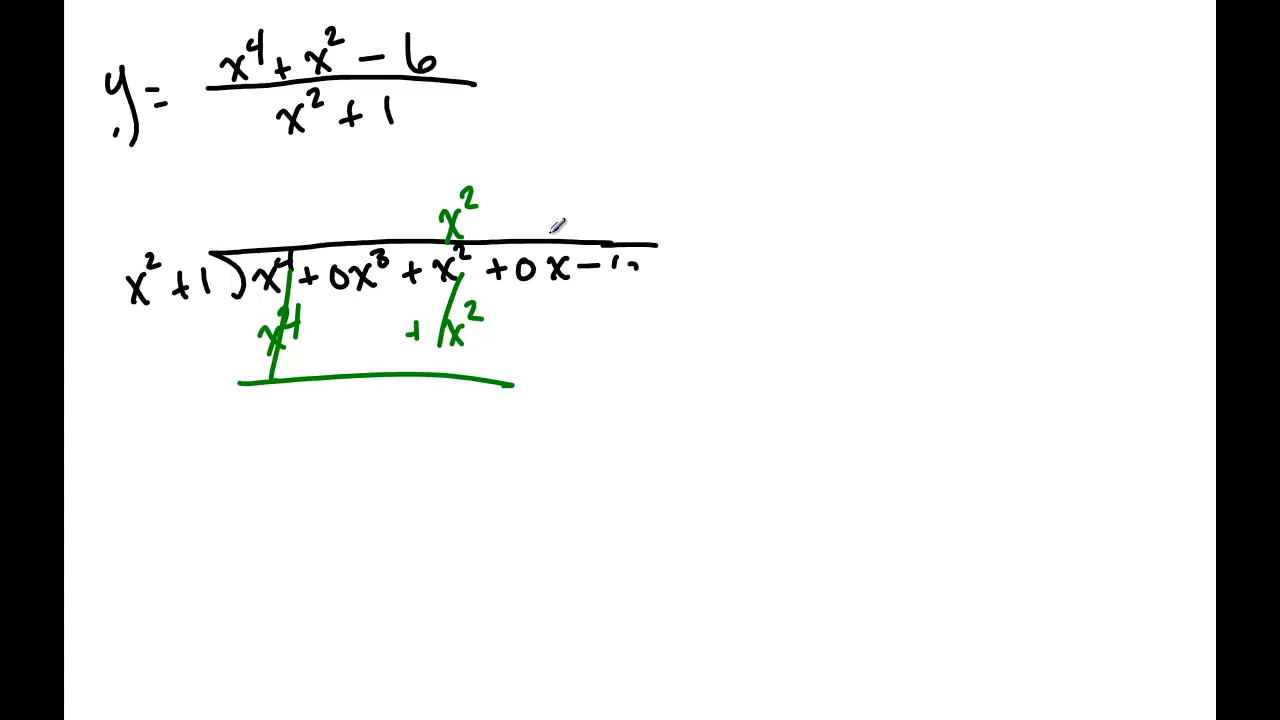 y = x⁴ + x² − 6
x² + 1
x²
x² + 1 ) x⁴ + 0x³ + x² + 0x −
x⁴ + x²